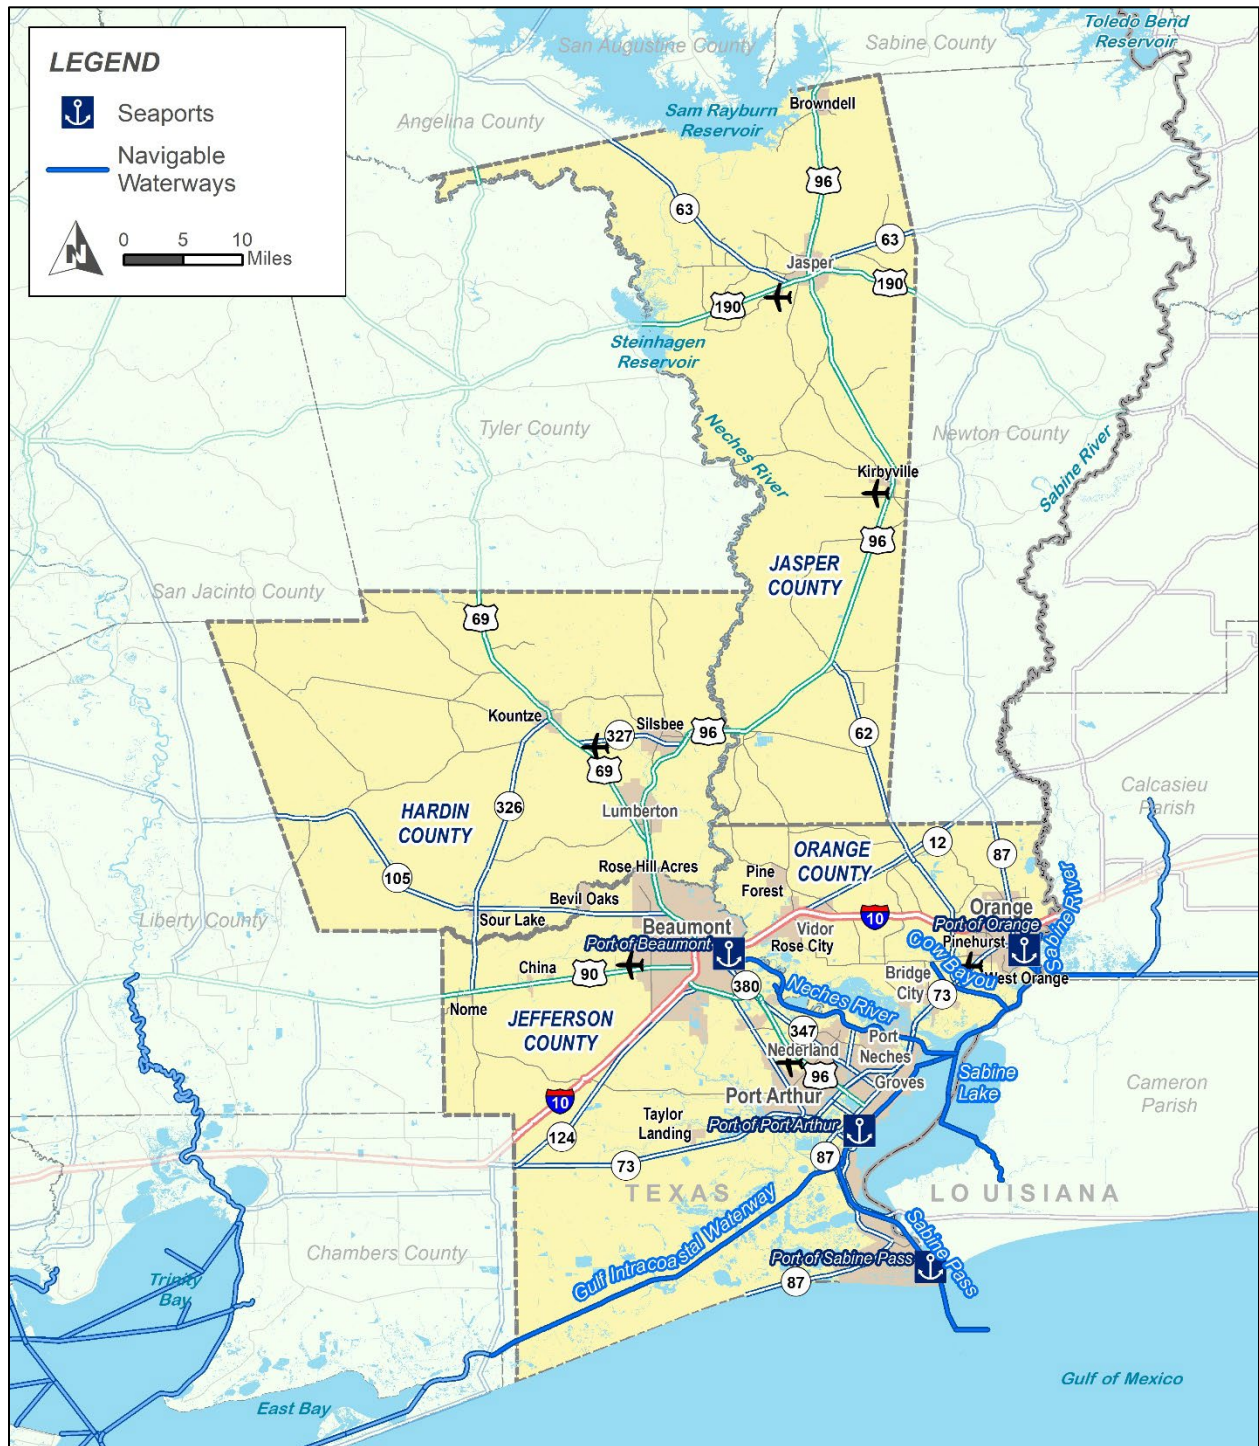 LEGEND
Seaports
Navigable
Waterways
N
0 5 10
Miles
Toledo Bend
Reservoir
San Augustine County
Sabine County
Sam Rayburn
Reservoir
Browndell
Angelina County
96
63
63
Jasper
190
190
Steinhagen
Reservoir
Tyler County
Neches River
Newton County
Sabine River
Kirbyville
96
JASPER
COUNTY
San Jacinto County
69
Kountze
327
Silsbee
96
62
69
HARDIN
COUNTY
326
Lumberton
Calcasieu
Parish
105
Rose Hill Acres
Pine
Forest
ORANGE
COUNTY
12
87
Bevil Oaks
Sour Lake
Liberty County
Beaumont
Port of Beaumont
Vidor
Rose City
10
Orange
Port of Orange
Pinehurst
Sabine River
West Orange
Cow Bayou
China
90
Nome
380
Neches River
Bridge
City
73
JEFFERSON
COUNTY
347
Nederland
Port
Neches
96
Groves
Sabine
Lake
Cameron
Parish
10
Port Arthur
Port of Port Arthur
Taylor
Landing
124
73
87
TEXAS
LOUISIANA
Gulf Intracoastal Waterway
Sabine Pass
Port of Sabine Pass
87
Chambers County
Trinity
Bay
East Bay
Gulf of Mexico